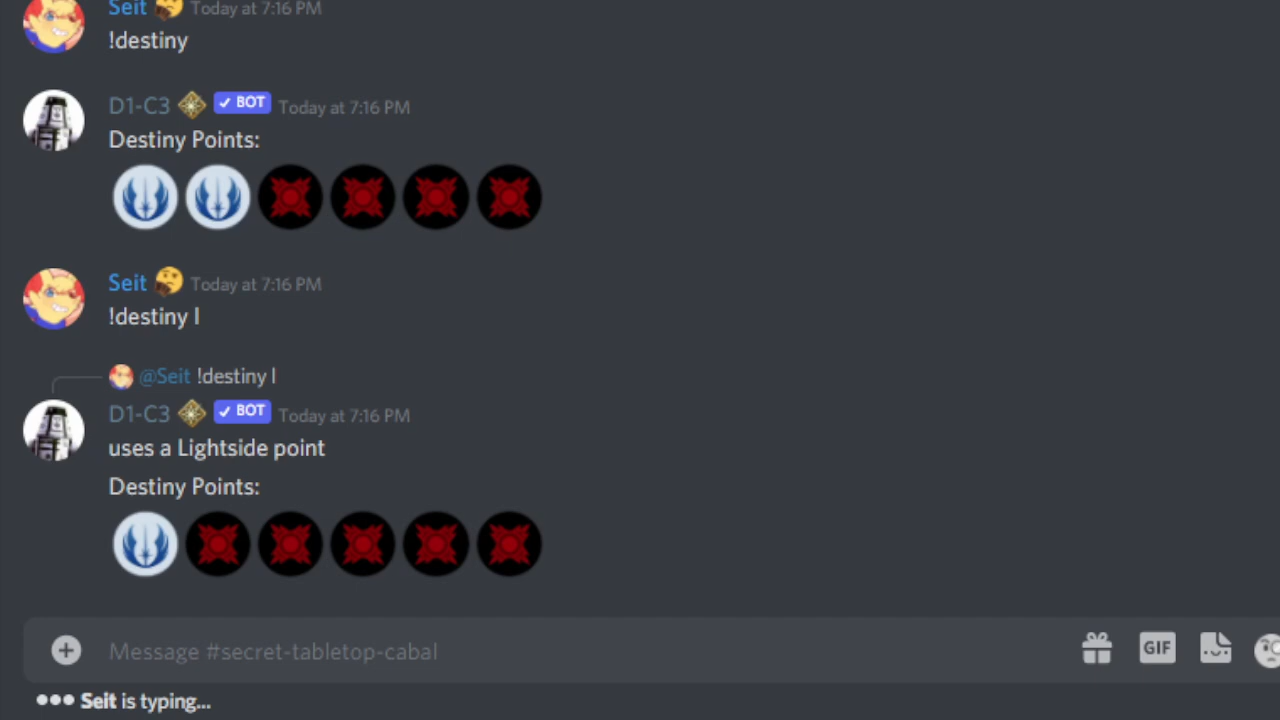 Seit Today at 7:16 PM
!destiny
D1-C3 BOT Today at 7:16 PM
Destiny Points:
Seit Today at 7:16 PM
!destiny l
@Seit !destiny l
D1-C3 BOT Today at 7:16 PM
uses a Lightside point
Destiny Points:
Message #secret-tabletop-cabal
GIF
Seit is typing...